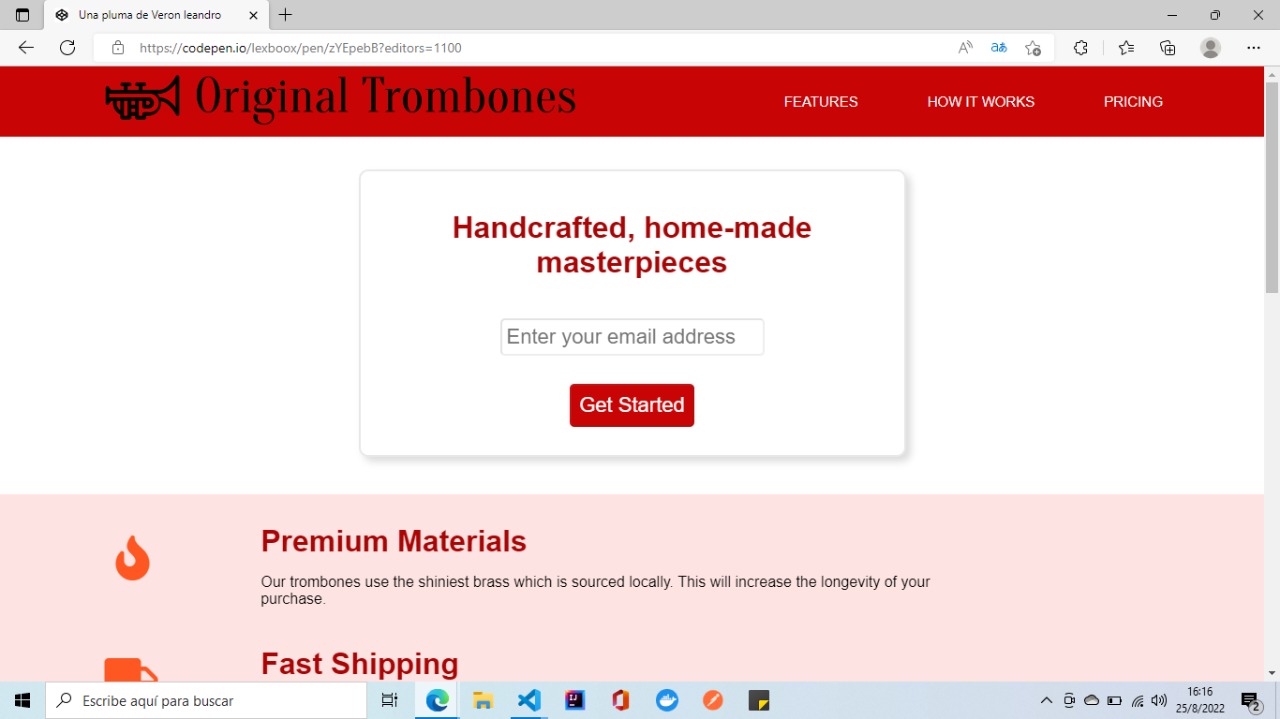 Una landing de andro
https://codepen.io/lexboox/pen/zYEpebB?editors=1100
Original Trombones
FEATURES
HOW IT WORKS
PRICING
Handcrafted, home-made
masterpieces
Enter your email address
Get Started
Premium Materials
Our trombones use the shiniest brass which is sourced locally. This will increase the longevity of your
purchase.
Fast Shipping
Escribe aquí para buscar
16:16
25/8/2022
2